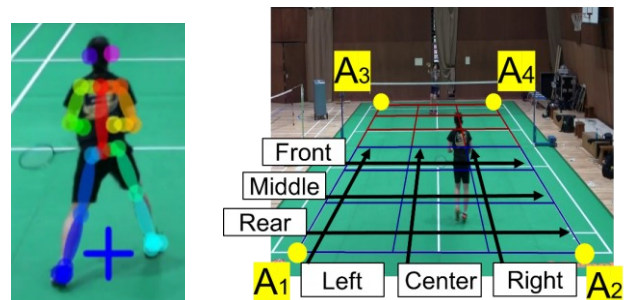 A3
A4
Front
Middle
Rear
A1
Left
Center
Right
A2